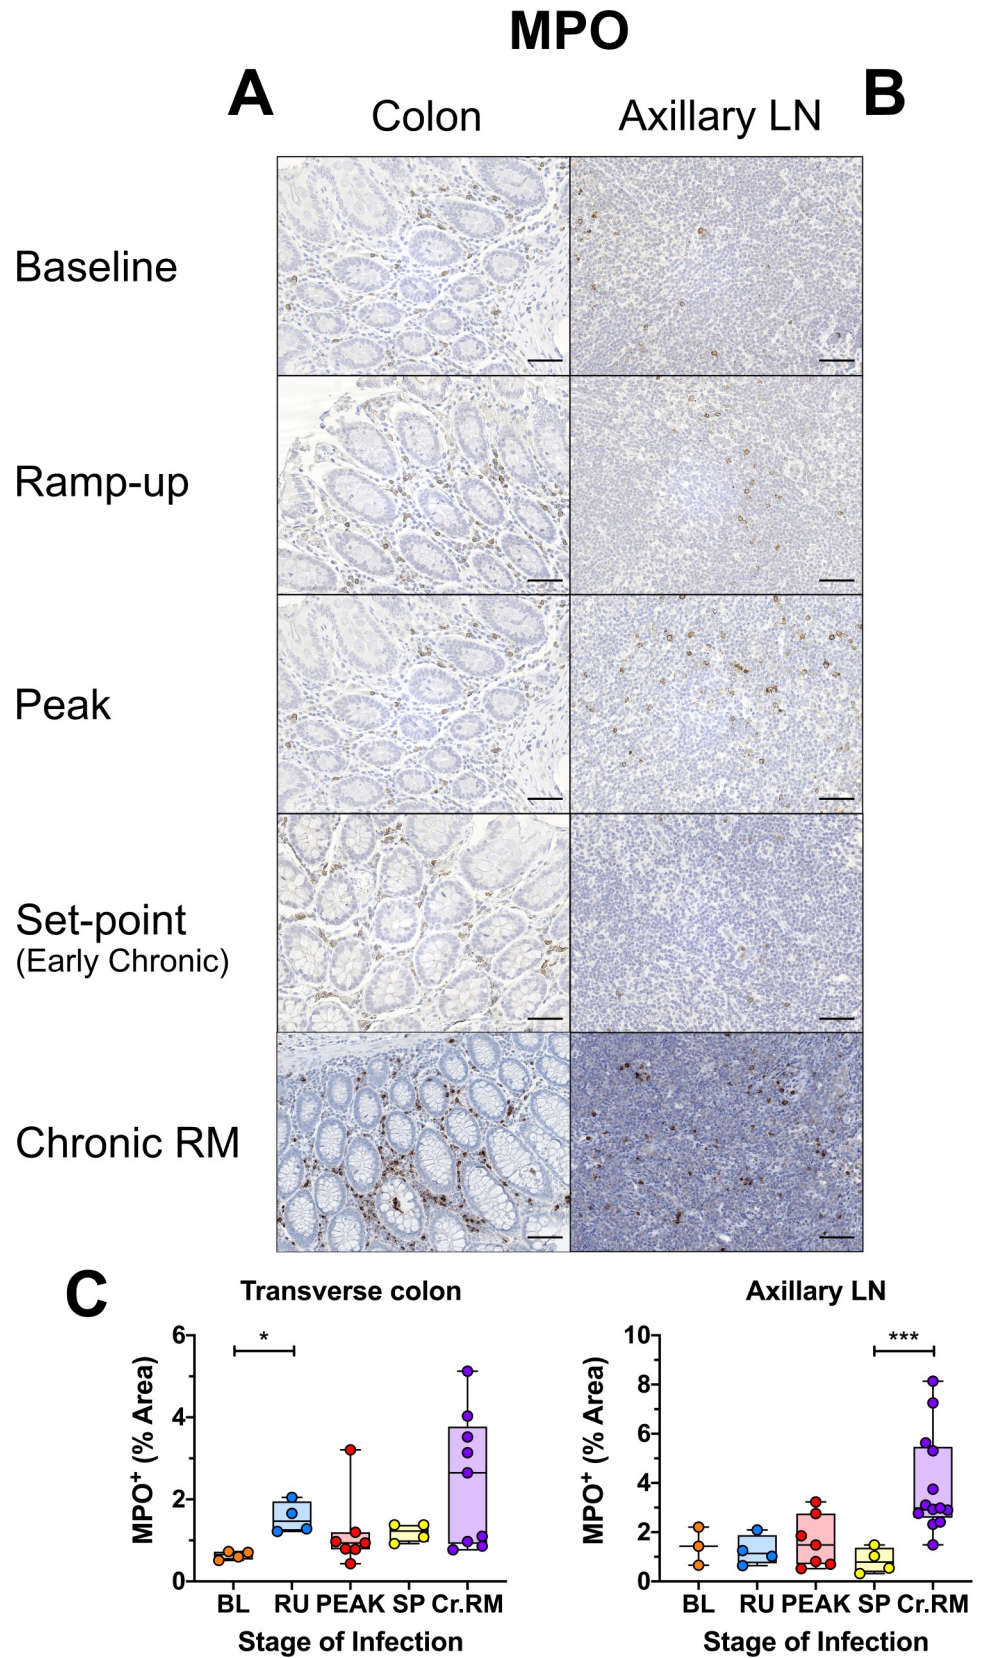 MPO
A
B
Colon
Axillary LN
Baseline
Ramp-up
Peak
Set-point
(Early Chronic)
Chronic RM
C
Transverse colon
*
6
4
2
0
MPO⁺ (% Area)
BL RU PEAK SP Cr.RM
Stage of Infection
Axillary LN
***
10
8
6
4
2
0
MPO⁺ (% Area)
BL RU PEAK SP Cr.RM
Stage of Infection